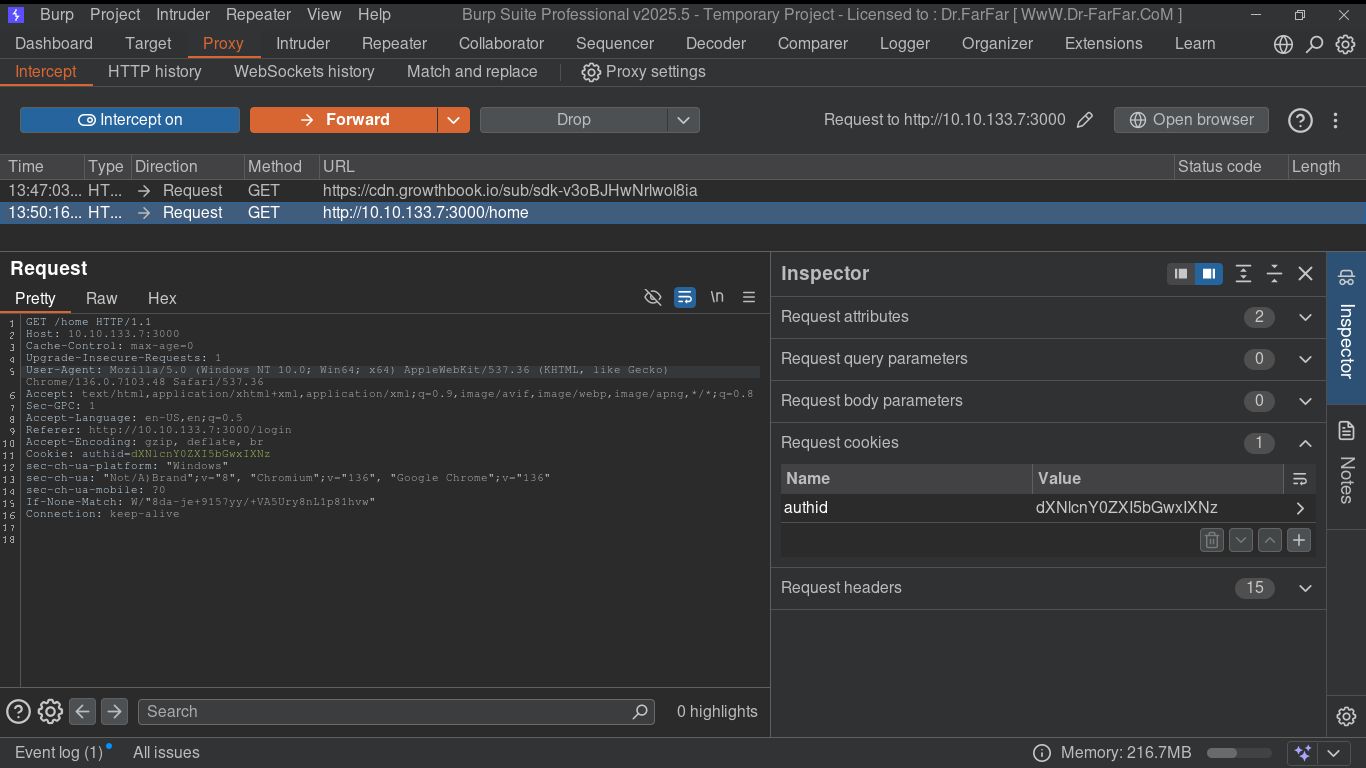 Burp Project Intruder Repeater View Help Burp Suite Professional v2025.5 - Temporary Project - Licensed to : Dr.FarFar [ WwW.Dr-FarFar.CoM ]
Dashboard Target Proxy Intruder Repeater Collaborator Sequencer Decoder Comparer Logger Organizer Extensions Learn
Intercept HTTP history WebSockets history Match and replace Proxy settings
Intercept on Forward Drop Request to http://10.10.133.7:3000 Open browser
Time Type Direction Method URL Status code Length
13:47:03... HT... Request GET https://cdn.growthbook.io/sub/sdk-v3oBJHwNrlwol8ia
13:50:16... HT... Request GET http://10.10.133.7:3000/home
Request
Pretty Raw Hex \n
1 GET /home HTTP/1.1
2 Host: 10.10.133.7:3000
3 Cache-Control: max-age=0
4 Upgrade-Insecure-Requests: 1
5 User-Agent: Mozilla/5.0 (Windows NT 10.0; Win64; x64) AppleWebKit/537.36 (KHTML, like Gecko)
Chrome/136.0.7103.48 Safari/537.36
6 Accept: text/html,application/xhtml+xml,application/xml;q=0.9,image/avif,image/webp,image/apng,*/*;q=0.8
7 Sec-GPC: 1
8 Accept-Language: en-US,en;q=0.5
9 Referer: http://10.10.133.7:3000/login
10 Accept-Encoding: gzip, deflate, br
11 Cookie: authid=dXNlcnY0ZXI5bGwxIXNz
12 sec-ch-ua-platform: "Windows"
13 sec-ch-ua: "Not/A)Brand";v="8", "Chromium";v="136", "Google Chrome";v="136"
14 sec-ch-ua-mobile: ?0
15 If-None-Match: W/"8da-je+9157yy/+VA5Ury8nL1p81hvw"
16 Connection: keep-alive
17
18
Search 0 highlights
Inspector
Request attributes 2
Request query parameters 0
Request body parameters 0
Request cookies 1
Name Value
authid dXNlcnY0ZXI5bGwxIXNz
Request headers 15
Inspector
Notes
Event log (1) All issues Memory: 216.7MB